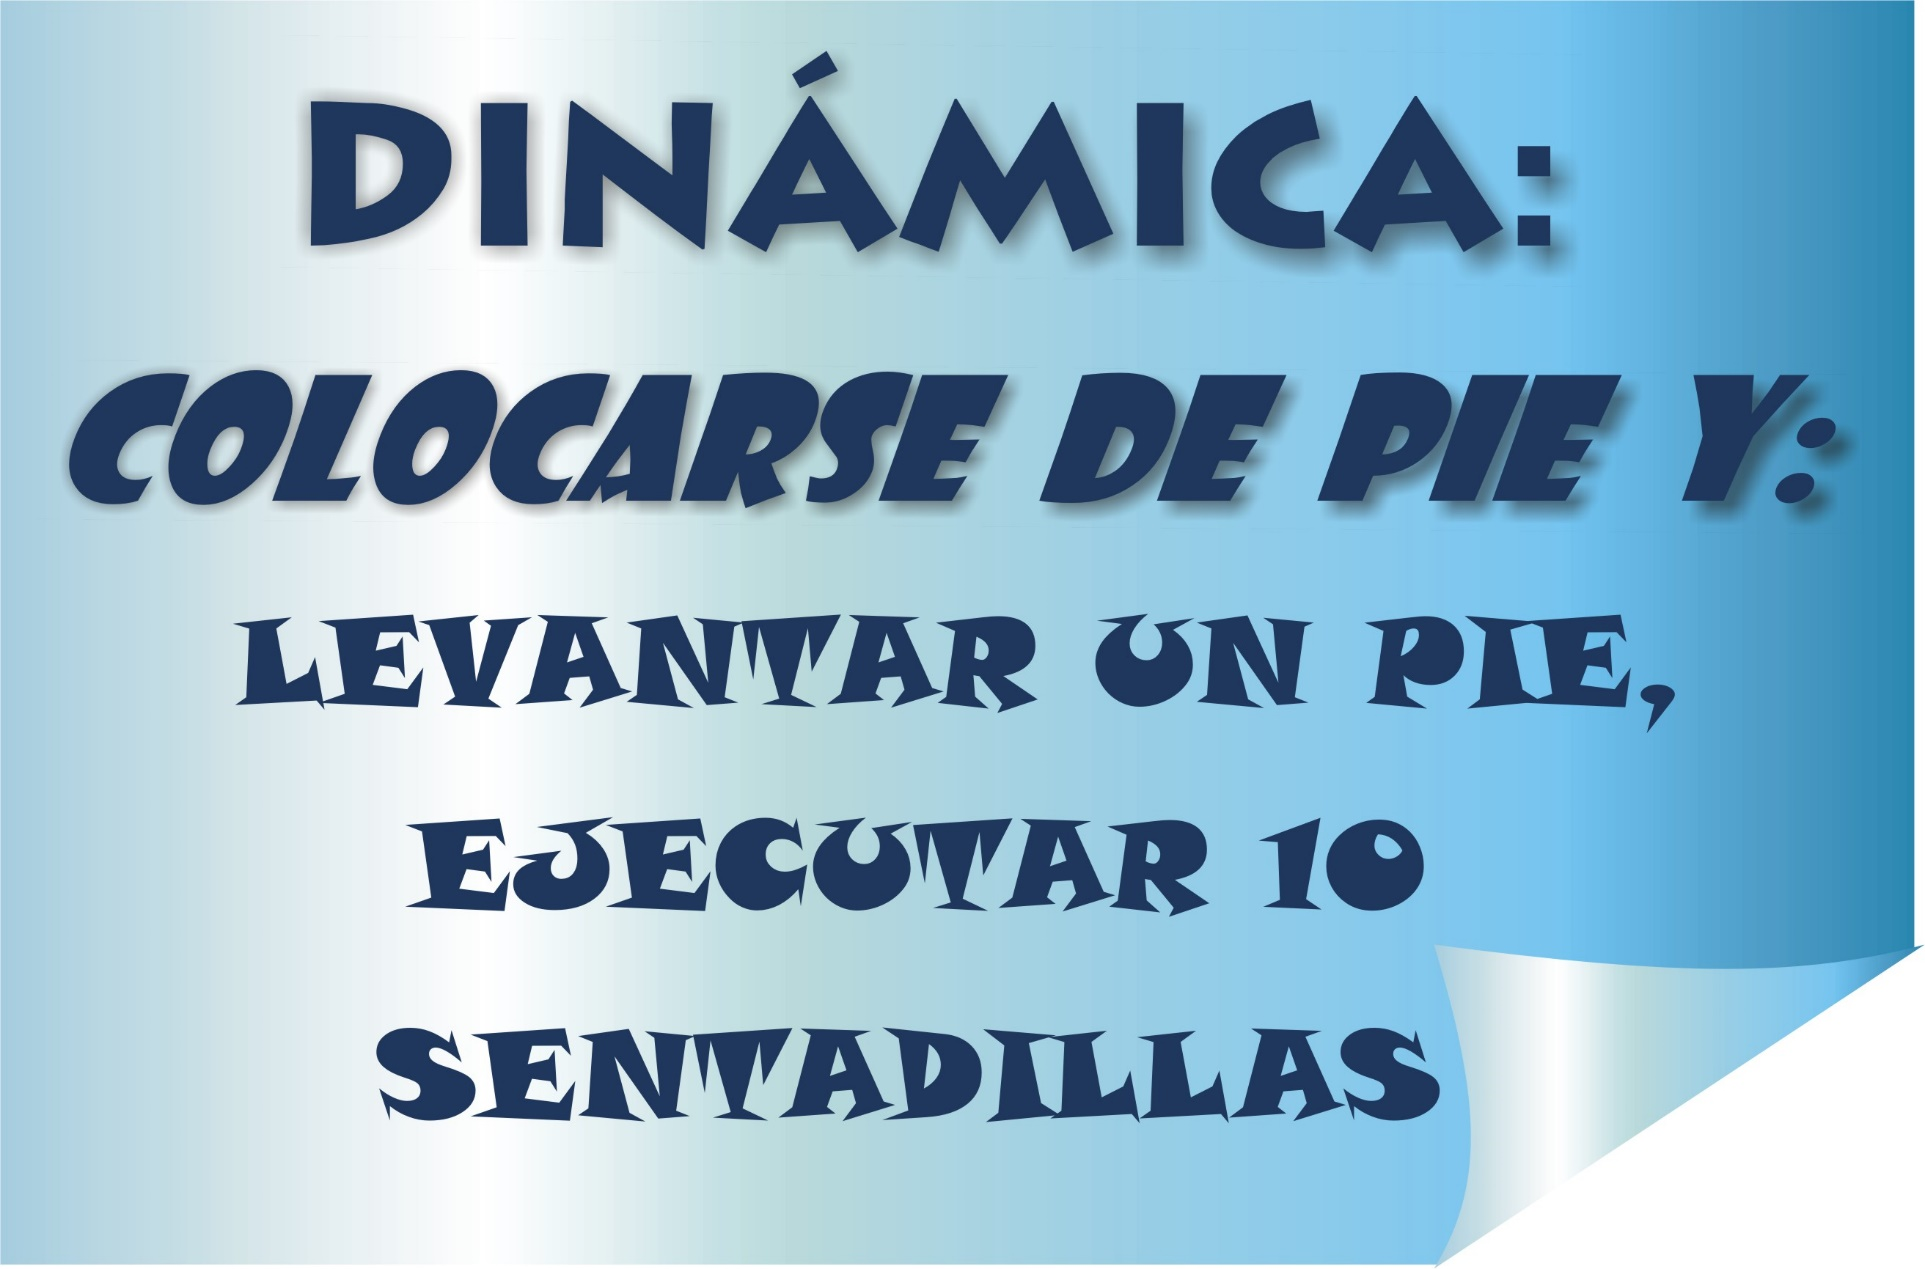 DINÁMICA:
COLOCARSE DE PIE Y:
LEVANTAR UN PIE,
EJECUTAR 10
SENTADILLAS